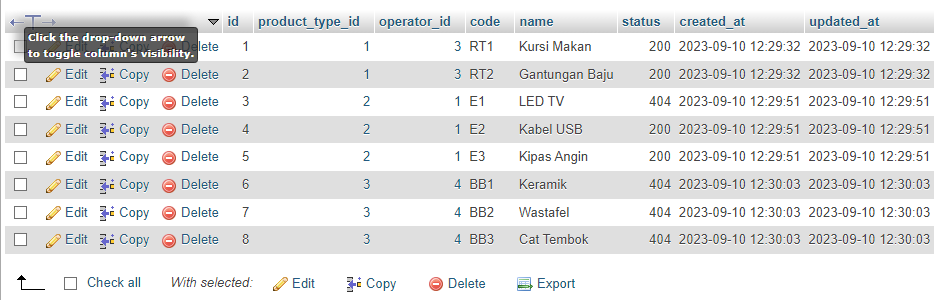 id product_type_id operator_id code name status created_at updated_at
Click the drop-down arrow
to toggle column's visibility.
Delete 1 1 3 RT1 Kursi Makan 200 2023-09-10 12:29:32 2023-09-10 12:29:32
Edit Copy Delete 2 1 3 RT2 Gantungan Baju 200 2023-09-10 12:29:32 2023-09-10 12:29:32
Edit Copy Delete 3 2 1 E1 LED TV 404 2023-09-10 12:29:51 2023-09-10 12:29:51
Edit Copy Delete 4 2 1 E2 Kabel USB 200 2023-09-10 12:29:51 2023-09-10 12:29:51
Edit Copy Delete 5 2 1 E3 Kipas Angin 200 2023-09-10 12:29:51 2023-09-10 12:29:51
Edit Copy Delete 6 3 4 BB1 Keramik 404 2023-09-10 12:30:03 2023-09-10 12:30:03
Edit Copy Delete 7 3 4 BB2 Wastafel 404 2023-09-10 12:30:03 2023-09-10 12:30:03
Edit Copy Delete 8 3 4 BB3 Cat Tembok 404 2023-09-10 12:30:03 2023-09-10 12:30:03
Check all With selected: Edit Copy Delete Export